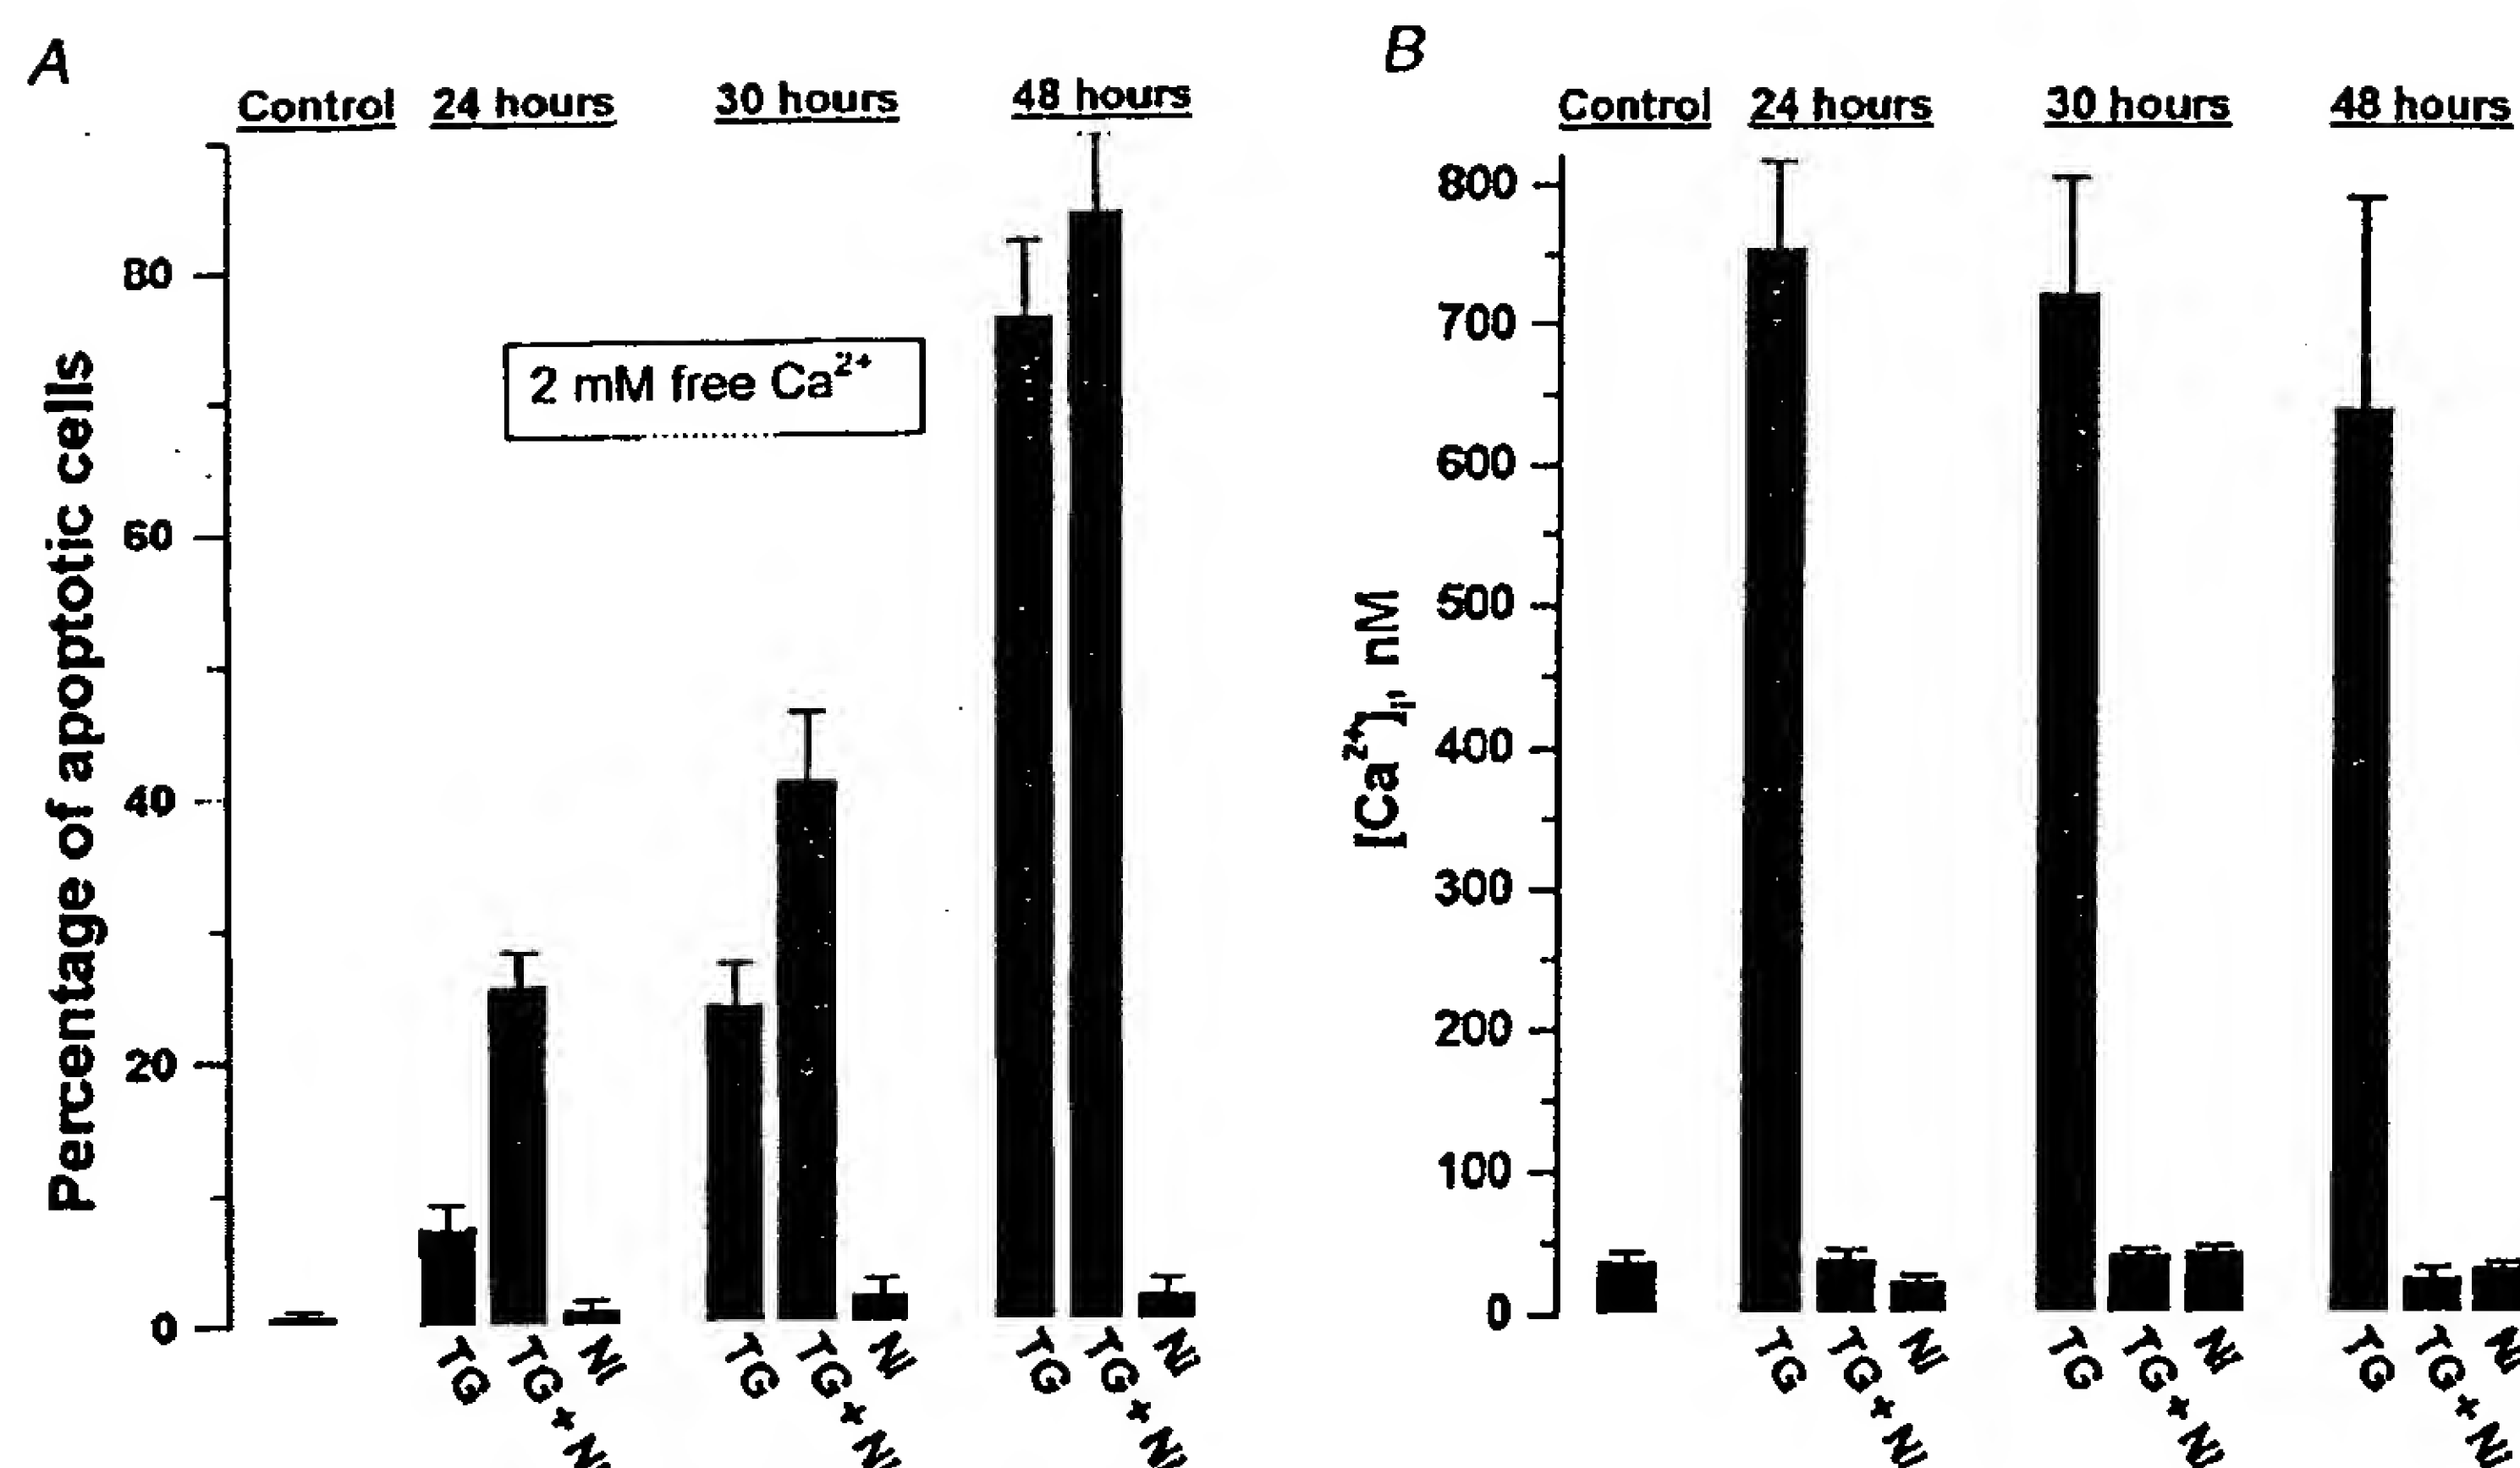 A
Control 24 hours 30 hours 48 hours
80
60
40
20
0
Percentage of apoptotic cells
2 mM free Ca²⁺
TG TG+Ni Ni TG TG+Ni Ni TG TG+Ni Ni
B
Control 24 hours 30 hours 48 hours
800
700
600
500
400
300
200
100
0
[Ca²⁺]i, nM
TG TG+Ni Ni TG TG+Ni Ni TG TG+Ni Ni